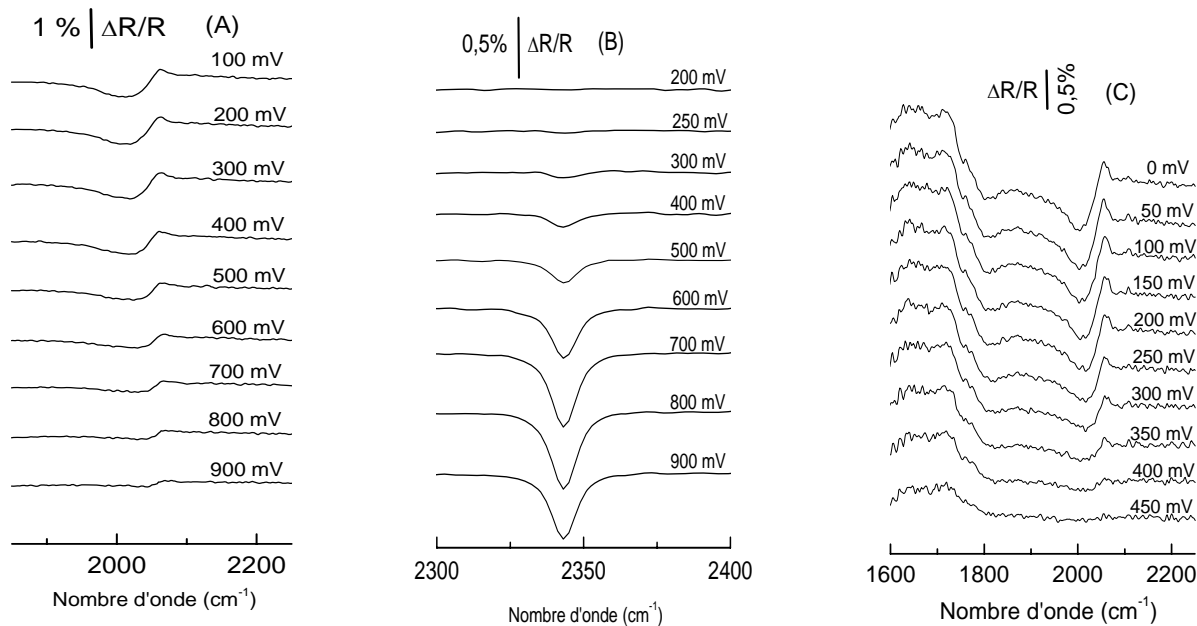 1 % ΔR/R (A)
100 mV
200 mV
300 mV
400 mV
500 mV
600 mV
700 mV
800 mV
900 mV
2000 2200
Nombre d'onde (cm-1)
0,5% ΔR/R (B)
200 mV
250 mV
300 mV
400 mV
500 mV
600 mV
700 mV
800 mV
900 mV
2300 2350 2400
Nombre d'onde (cm-1)
ΔR/R 0,5% (C)
0 mV
50 mV
100 mV
150 mV
200 mV
250 mV
300 mV
350 mV
400 mV
450 mV
1600 1800 2000 2200
Nombre d'onde (cm-1)